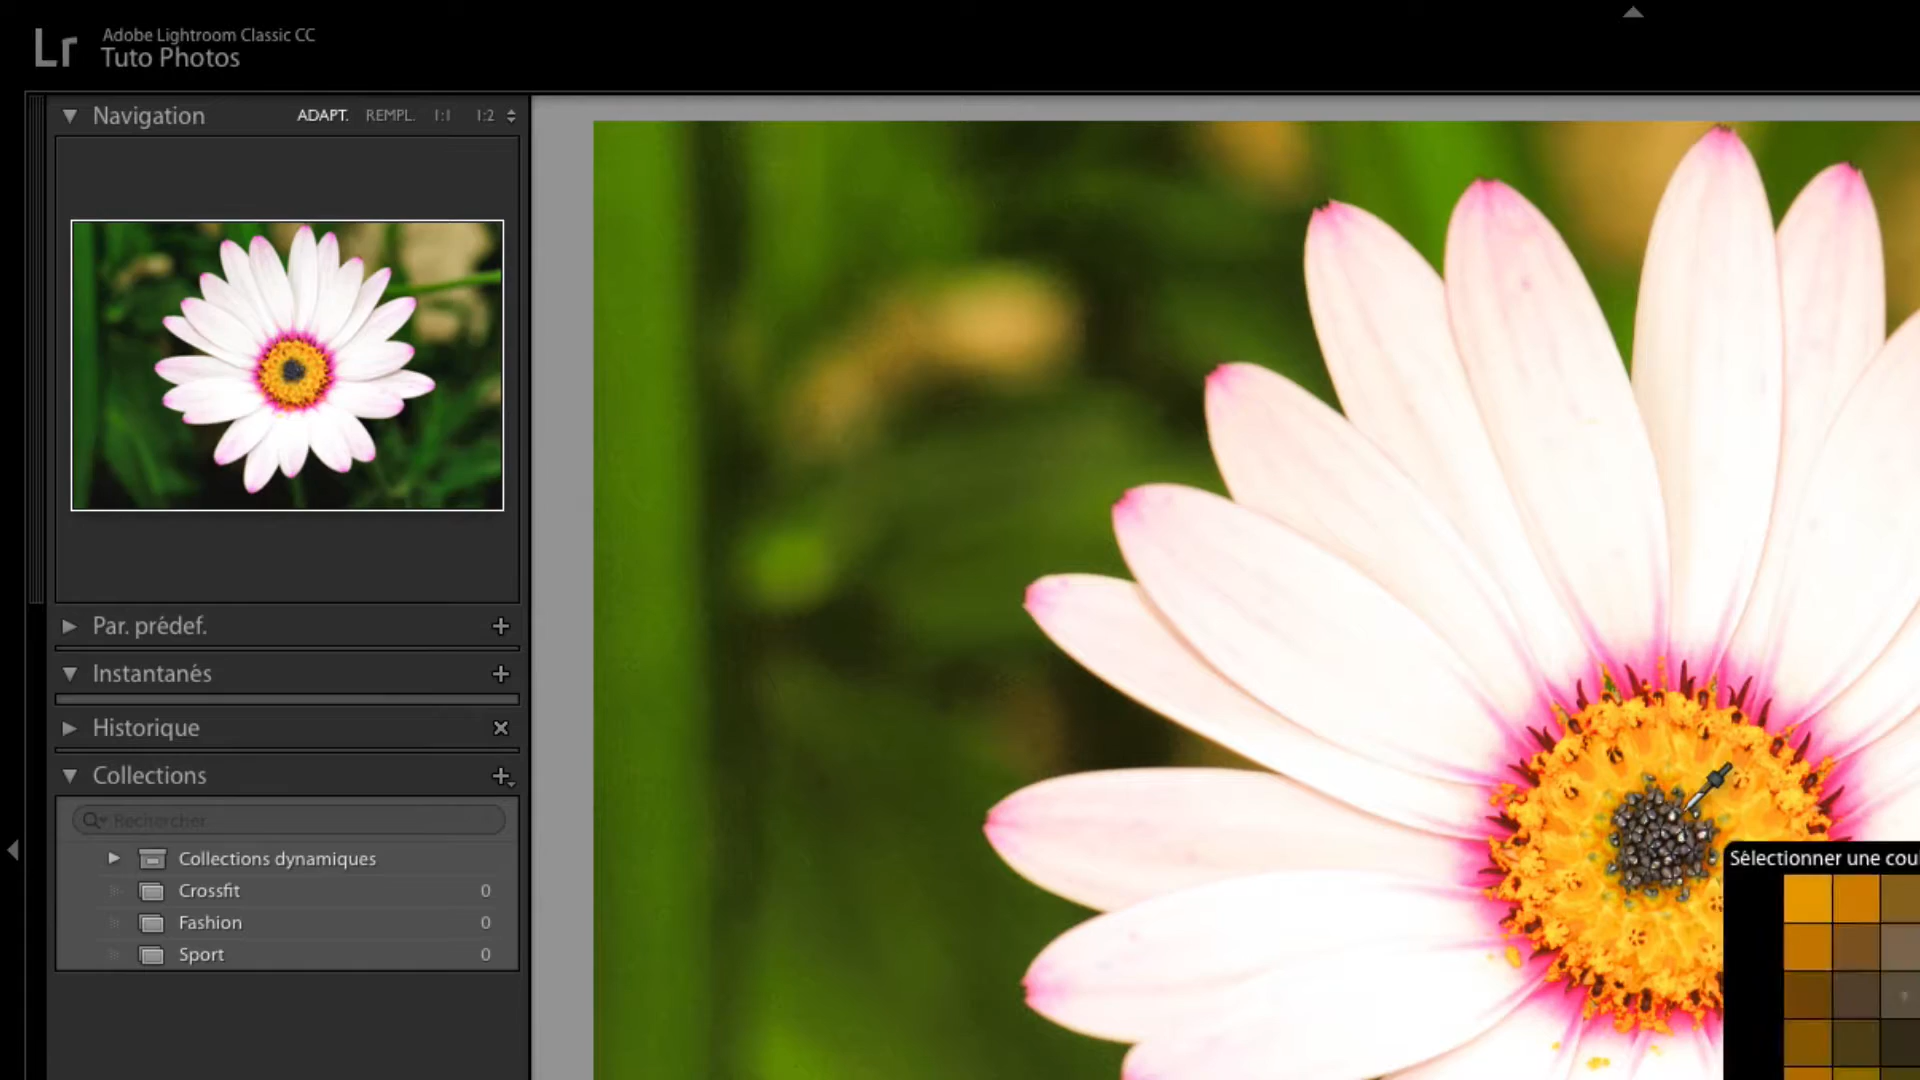 Lr
Adobe Lightroom Classic CC
Tuto Photos
Navigation ADAPT. REMPL. 1:1 1:2
Par. prédef.
Instantanés
Historique
Collections
Rechercher
Collections dynamiques
Crossfit 0
Fashion 0
Sport 0
Sélectionner une cou